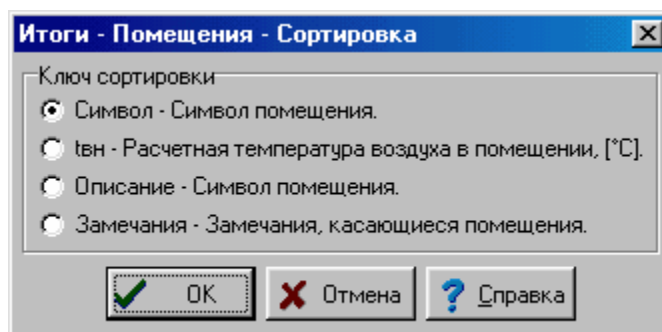 Итоги - Помещения - Сортировка
Ключ сортировки
Символ - Символ помещения.
tвн - Расчетная температура воздуха в помещении, [°C].
Описание - Символ помещения.
Замечания - Замечания, касающиеся помещения.
OK Отмена Справка